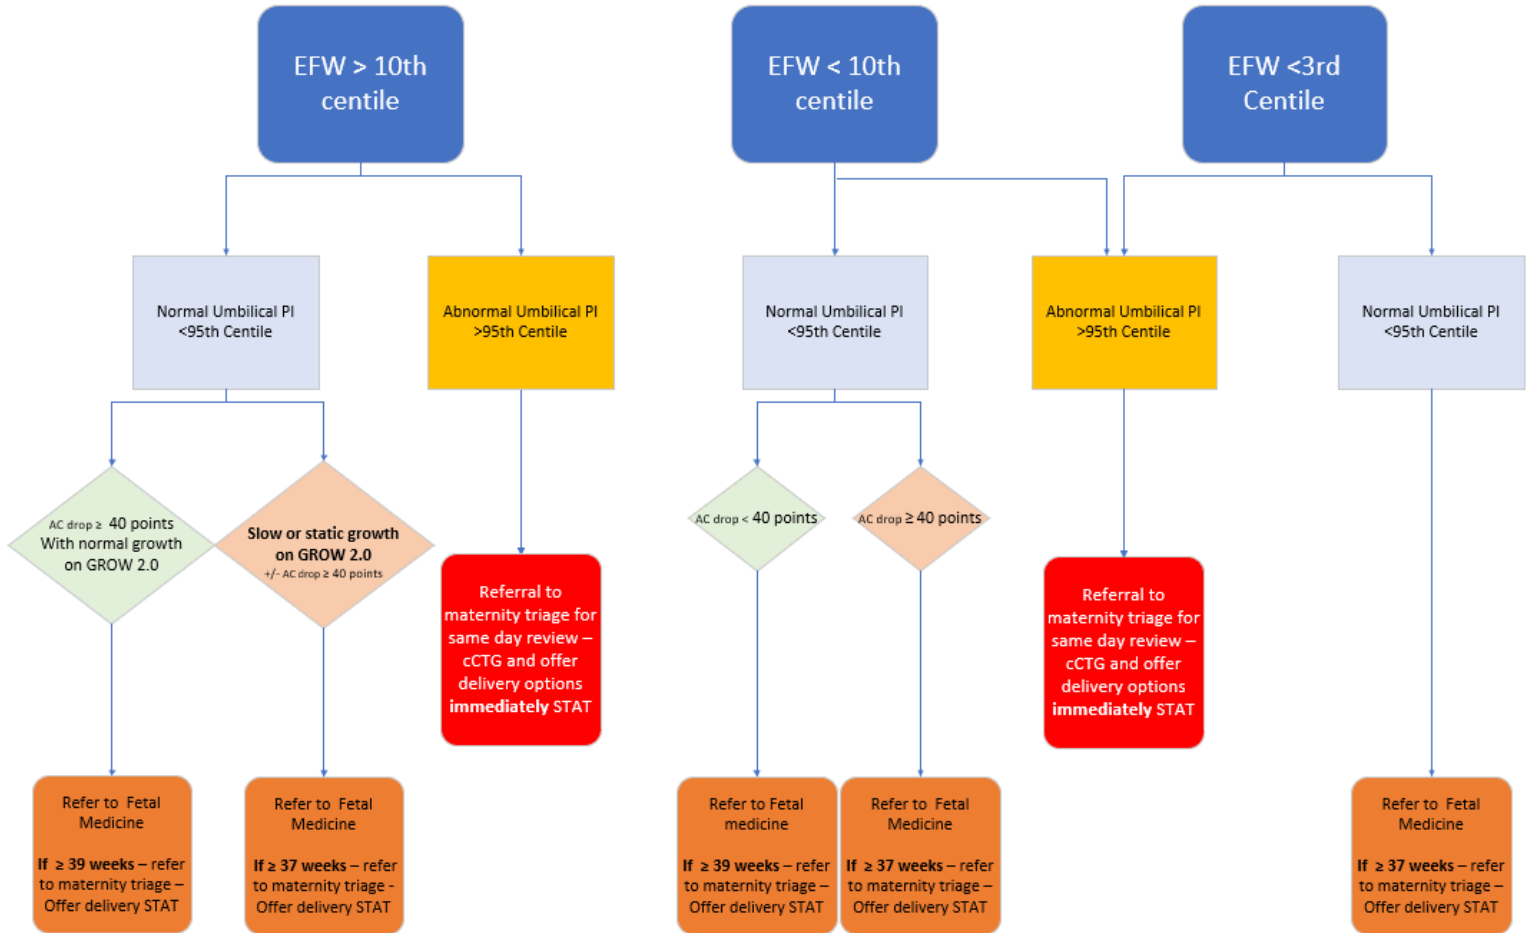 EFW > 10th
centile
EFW < 10th
centile
EFW <3rd
Centile
Normal Umbilical PI
<95th Centile
Abnormal Umbilical PI
>95th Centile
Normal Umbilical PI
<95th Centile
Abnormal Umbilical PI
>95th Centile
Normal Umbilical PI
<95th Centile
AC drop ≥ 40 points
With normal growth
on GROW 2.0
Slow or static growth
on GROW 2.0
+/- AC drop ≥ 40 points
AC drop < 40 points
AC drop ≥ 40 points
Referral to
maternity triage for
same day review –
cCTG and offer
delivery options
immediately STAT
Referral to
maternity triage for
same day review –
cCTG and offer
delivery options
immediately STAT
Refer to Fetal
Medicine
If ≥ 39 weeks – refer
to maternity triage –
Offer delivery STAT
Refer to Fetal
Medicine
If ≥ 37 weeks – refer
to maternity triage -
Offer delivery STAT
Refer to Fetal
medicine
If ≥ 39 weeks – refer
to maternity triage –
Offer delivery STAT
Refer to Fetal
Medicine
If ≥ 37 weeks – refer
to maternity triage –
Offer delivery STAT
Refer to Fetal
Medicine
If ≥ 37 weeks – refer
to maternity triage –
Offer delivery STAT